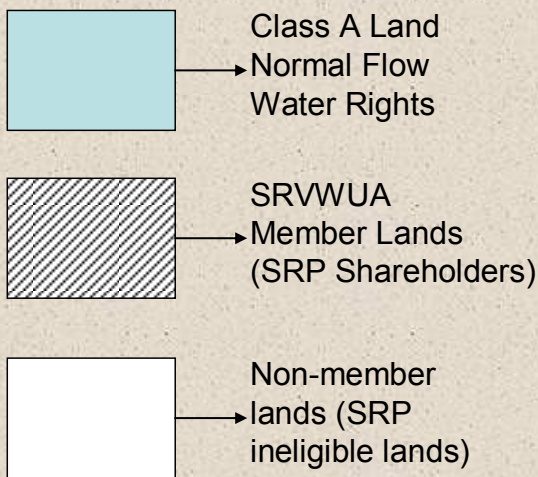 Class A Land
Normal Flow
Water Rights
SRVWUA
Member Lands
(SRP Shareholders)
Non-member
lands (SRP
ineligible lands)